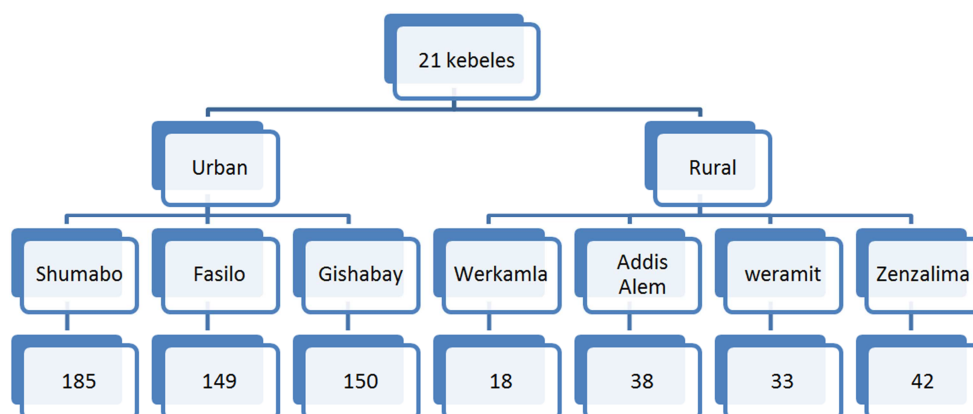 21 kebeles
Urban
Rural
Shumabo
Fasilo
Gishabay
Werkamla
Addis
Alem
weramit
Zenzalima
185
149
150
18
38
33
42